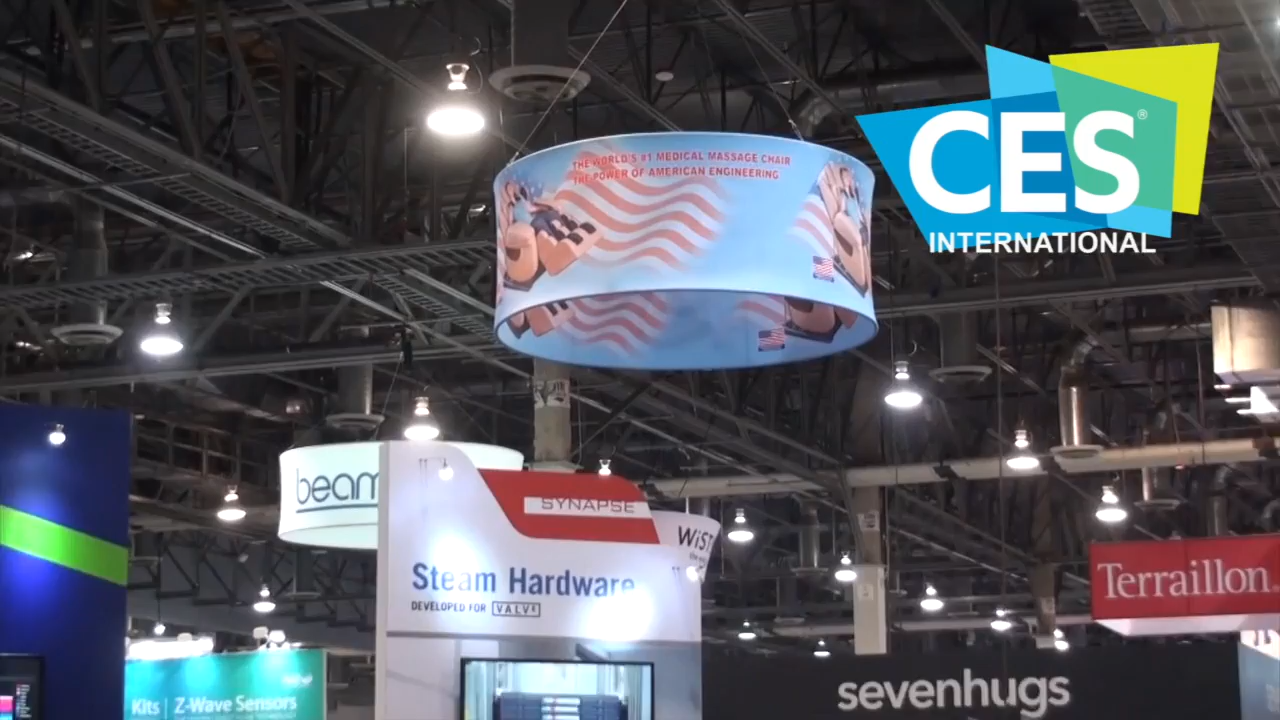 CES®
INTERNATIONAL
THE WORLD'S #1 MEDICAL MASSAGE CHAIR
THE POWER OF AMERICAN ENGINEERING
beam
SYNAPSE
WiST
Steam Hardware
DEVELOPED FOR VALVE
Terraillon
sevenhugs
Kits | Z-Wave Sensors